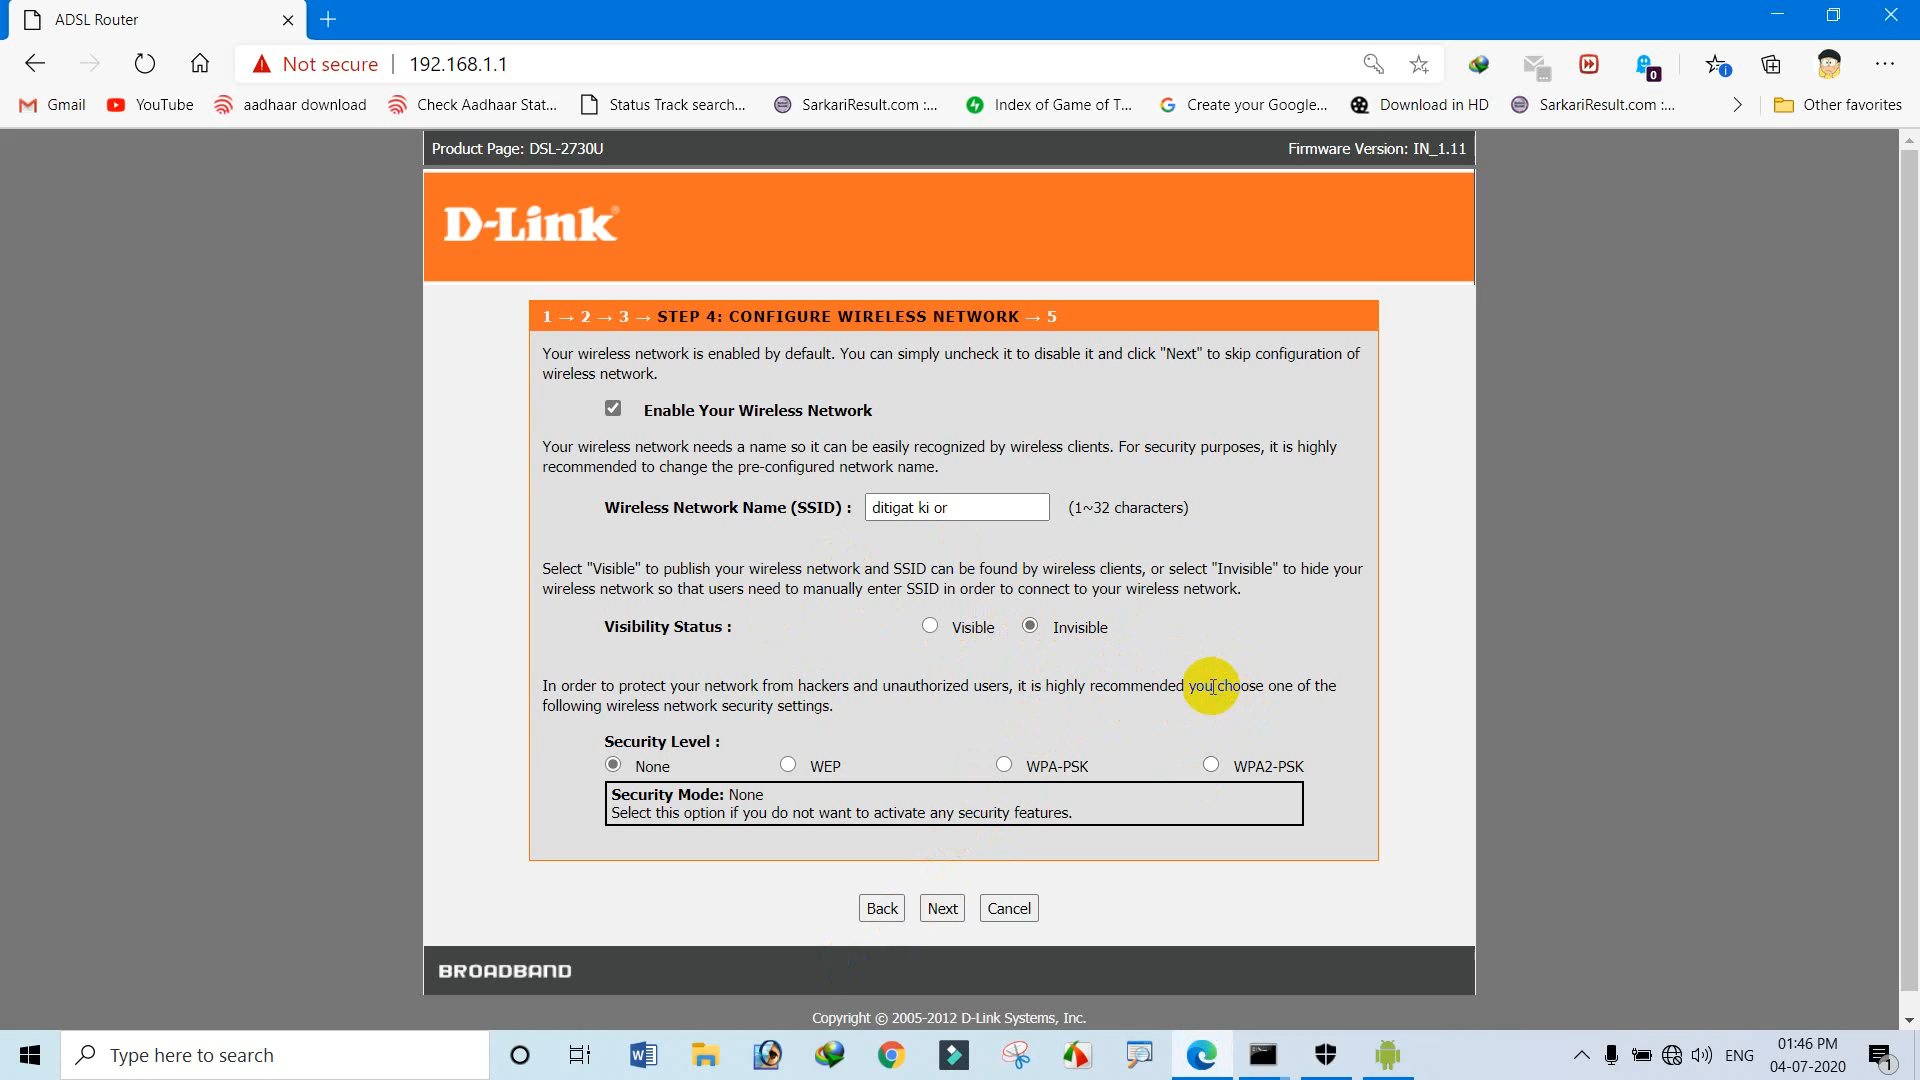 ADSL Router
Not secure | 192.168.1.1
Gmail YouTube aadhaar download Check Aadhaar Stat... Status Track search... SarkariResult.com :... Index of Game of T... Create your Google... Download in HD SarkariResult.com :... Other favorites
Product Page: DSL-2730U Firmware Version: IN_1.11
D-Link
1 → 2 → 3 → STEP 4: CONFIGURE WIRELESS NETWORK → 5
Your wireless network is enabled by default. You can simply uncheck it to disable it and click "Next" to skip configuration of
wireless network.
Enable Your Wireless Network
Your wireless network needs a name so it can be easily recognized by wireless clients. For security purposes, it is highly
recommended to change the pre-configured network name.
Wireless Network Name (SSID) : ditigat ki or (1~32 characters)
Select "Visible" to publish your wireless network and SSID can be found by wireless clients, or select "Invisible" to hide your
wireless network so that users need to manually enter SSID in order to connect to your wireless network.
Visibility Status : Visible Invisible
In order to protect your network from hackers and unauthorized users, it is highly recommended you choose one of the
following wireless network security settings.
Security Level :
None WEP WPA-PSK WPA2-PSK
Security Mode: None
Select this option if you do not want to activate any security features.
Back Next Cancel
BROADBAND
Copyright © 2005-2012 D-Link Systems, Inc.
Type here to search
ENG
01:46 PM
04-07-2020
1
0